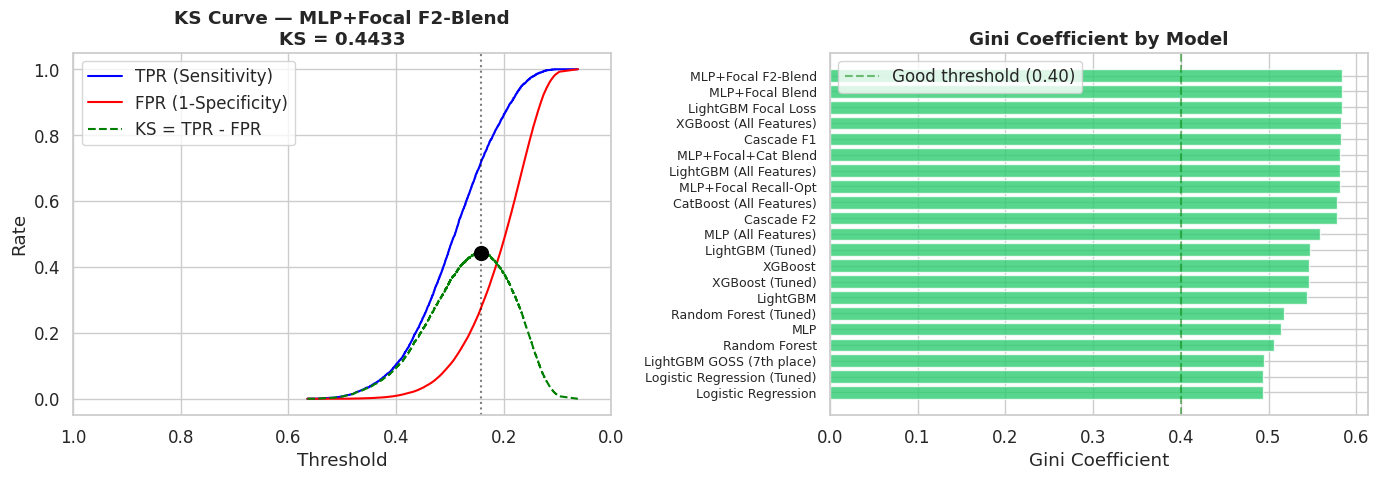 KS Curve — MLP+Focal F2-Blend
KS = 0.4433
TPR (Sensitivity)
FPR (1-Specificity)
KS = TPR - FPR
1.0
0.8
0.6
0.4
0.2
0.0
Rate
1.0
0.8
0.6
0.4
0.2
0.0
Threshold
Gini Coefficient by Model
Good threshold (0.40)
MLP+Focal F2-Blend
MLP+Focal Blend
LightGBM Focal Loss
XGBoost (All Features)
Cascade F1
MLP+Focal+Cat Blend
LightGBM (All Features)
MLP+Focal Recall-Opt
CatBoost (All Features)
Cascade F2
MLP (All Features)
LightGBM (Tuned)
XGBoost
XGBoost (Tuned)
LightGBM
Random Forest (Tuned)
MLP
Random Forest
LightGBM GOSS (7th place)
Logistic Regression (Tuned)
Logistic Regression
0.0
0.1
0.2
0.3
0.4
0.5
0.6
Gini Coefficient